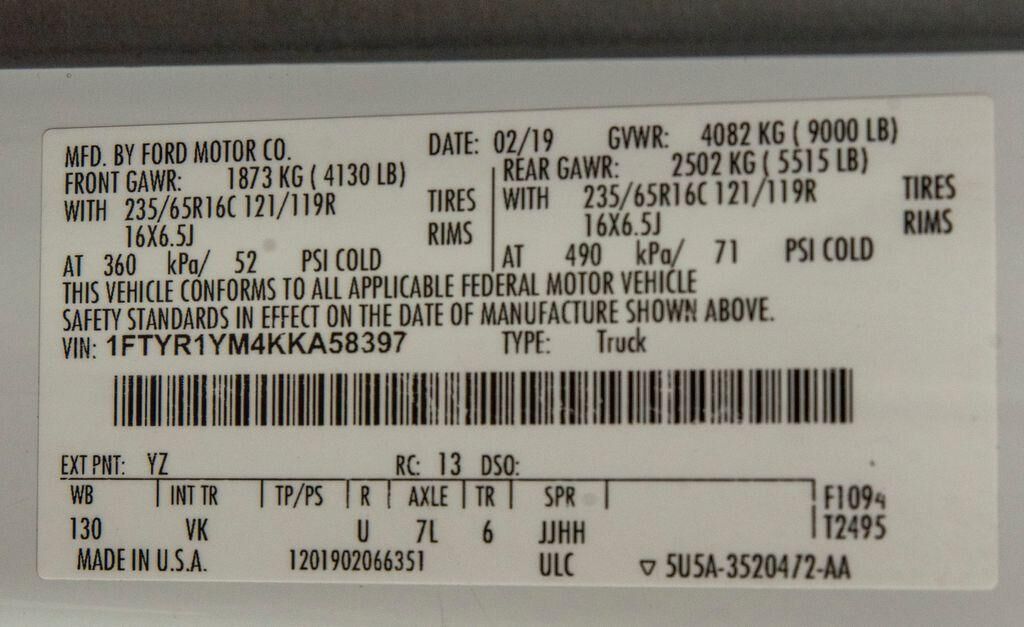 MFD. BY FORD MOTOR CO. DATE: 02/19 GVWR: 4082 KG ( 9000 LB)
FRONT GAWR: 1873 KG ( 4130 LB) REAR GAWR: 2502 KG ( 5515 LB)
WITH 235/65R16C 121/119R TIRES WITH 235/65R16C 121/119R TIRES
16X6.5J RIMS 16X6.5J RIMS
AT 360 kPa/ 52 PSI COLD AT 490 kPa/ 71 PSI COLD
THIS VEHICLE CONFORMS TO ALL APPLICABLE FEDERAL MOTOR VEHICLE
SAFETY STANDARDS IN EFFECT ON THE DATE OF MANUFACTURE SHOWN ABOVE.
VIN: 1FTYR1YM4KKA58397 TYPE: Truck
EXT PNT: YZ RC: 13 DSO:
WB INT TR TP/PS R AXLE TR SPR F1094
130 VK U 7L 6 JJHH T2495
MADE IN U.S.A. 1201902066351 ULC ▽ 5U5A-3520472-AA